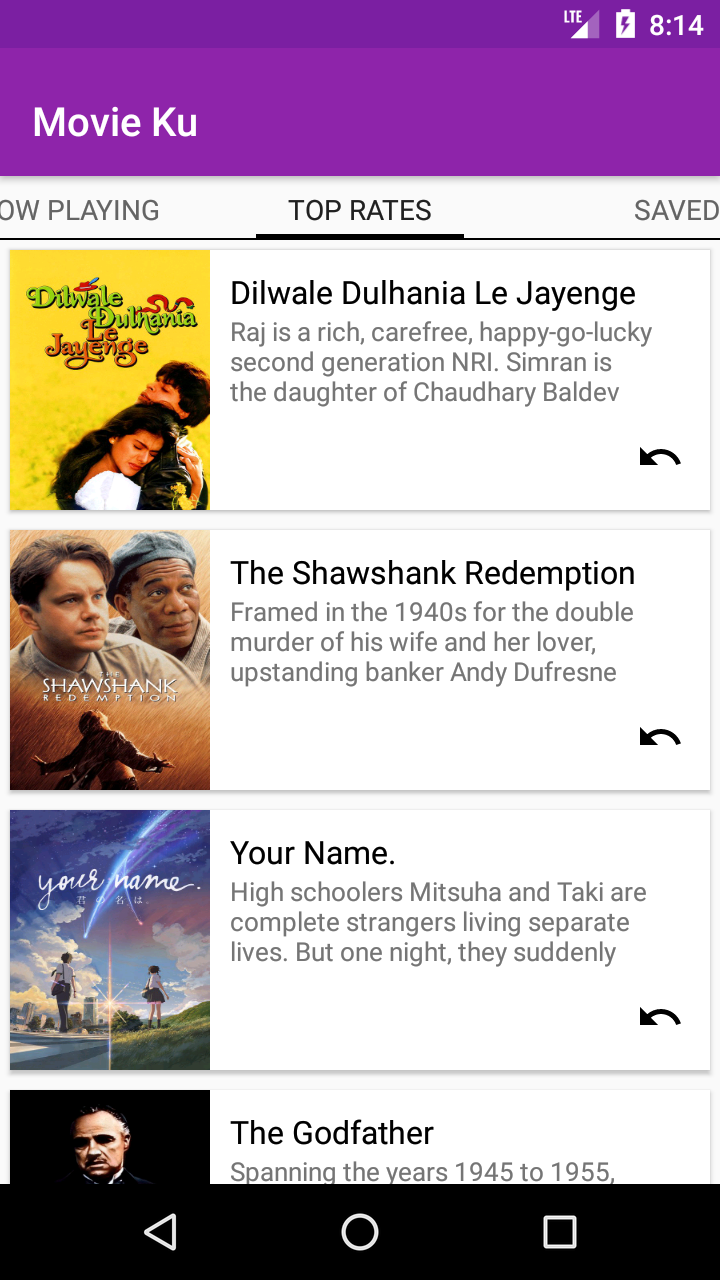 LTE 8:14
Movie Ku
OW PLAYING TOP RATES SAVED
Dilwale
Dulhania
Le
Jayenge
Dilwale Dulhania Le Jayenge
Raj is a rich, carefree, happy-go-lucky
second generation NRI. Simran is
the daughter of Chaudhary Baldev
THE
SHAWSHANK
REDEMPTION
The Shawshank Redemption
Framed in the 1940s for the double
murder of his wife and her lover,
upstanding banker Andy Dufresne
your name.
君の名は。
Your Name.
High schoolers Mitsuha and Taki are
complete strangers living separate
lives. But one night, they suddenly
The Godfather
Spanning the years 1945 to 1955,